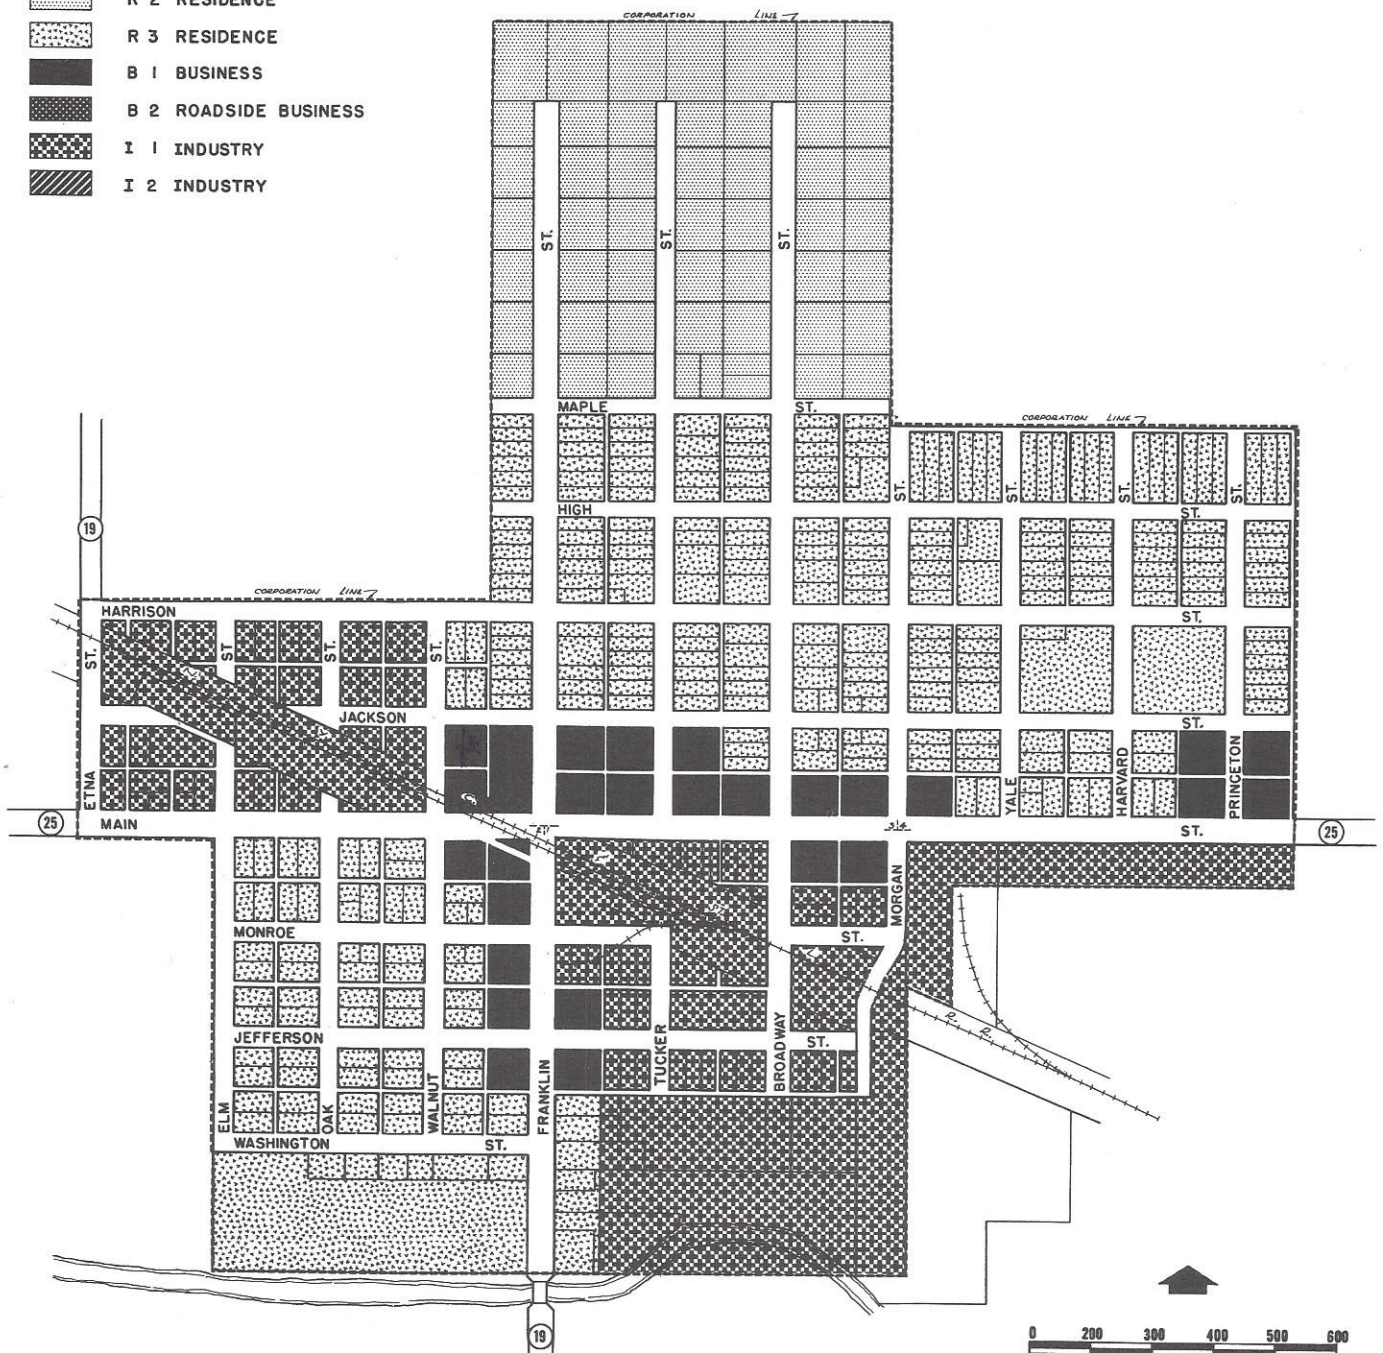 R 2 RESIDENCE
CORPORATION LINE
R 3 RESIDENCE
B 1 BUSINESS
B 2 ROADSIDE BUSINESS
I 1 INDUSTRY
I 2 INDUSTRY
ST. ST. ST.
MAPLE ST.
CORPORATION LINE
ST. ST. ST. ST.
HIGH ST.
19
CORPORATION LINE
HARRISON ST.
ST. ST ST. ST.
JACKSON ST.
ETNA YALE HARVARD PRINCETON
25 MAIN ST. 25
MORGAN
MONROE ST.
R. R.
JEFFERSON ST.
ELM OAK WALNUT FRANKLIN TUCKER BROADWAY
WASHINGTON ST.
19
0 200 300 400 500 600